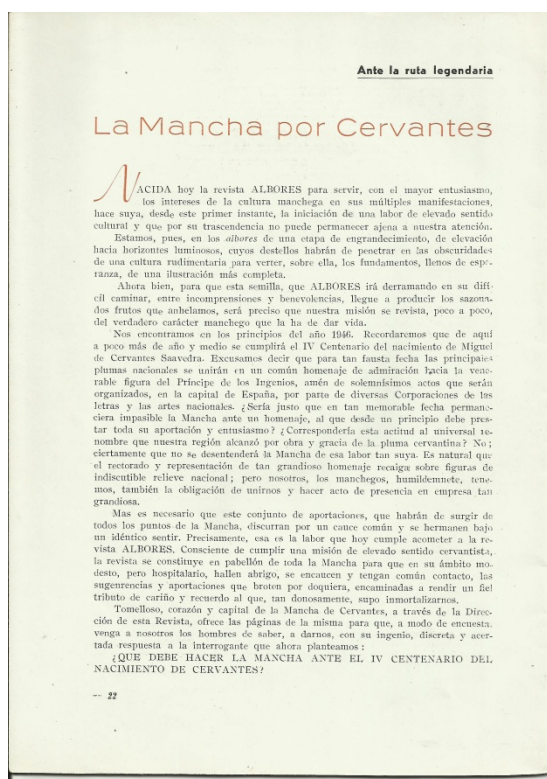 Ante la ruta legendaria
La Mancha por Cervantes
NACIDA hoy la revista ALBORES para servir, con el mayor entusiasmo,
los intereses de la cultura manchega en sus múltiples manifestaciones,
hace suya, desde este primer instante, la iniciación de una labor de elevado sentido
cultural y que por su trascendencia no puede permanecer ajena a nuestra atención.
Estamos, pues, en los albores de una etapa de engrandecimiento, de elevación
hacia horizontes luminosos, cuyos destellos habrán de penetrar en las obscuridades
de una cultura rudimentaria para verter, sobre ella, los fundamentos, llenos de espe-
ranza, de una ilustración más completa.
Ahora bien, para que esta semilla, que ALBORES irá derramando en su difí-
cil caminar, entre incomprensiones y benevolencias, llegue a producir los sazona-
dos frutos que anhelamos, será preciso que nuestra misión se revista, poco a poco,
del verdadero carácter manchego que la ha de dar vida.
Nos encontramos en los principios del año 1946. Recordaremos que de aquí
a poco más de año y medio se cumplirá el IV Centenario del nacimiento de Miguel
de Cervantes Saavedra. Excusamos decir que para tan fausta fecha las principales
plumas nacionales se unirán en un común homenaje de admiración hacia la vene-
rable figura del Príncipe de los Ingenios, amén de solemnísimos actos que serán
organizados, en la capital de España, por parte de diversas Corporaciones de las
letras y las artes nacionales. ¿Sería justo que en tan memorable fecha permane-
ciera impasible la Mancha ante un homenaje, al que desde un principio debe pres-
tar toda su aportación y entusiasmo? ¿Correspondería esta actitud al universal re-
nombre que nuestra región alcanzó por obra y gracia de la pluma cervantina? No;
ciertamente que no se desentenderá la Mancha de esa labor tan suya. Es natural que
el rectorado y representación de tan grandioso homenaje recaiga sobre figuras de
indiscutible relieve nacional; pero nosotros, los manchegos, humildemnete, tene-
mos, también la obligación de unirnos y hacer acto de presencia en empresa tan
grandiosa.
Mas es necesario que este conjunto de aportaciones, que habrán de surgir de
todos los puntos de la Mancha, discurran por un cauce común y se hermanen bajo
un idéntico sentir. Precisamente, esa es la labor que hoy cumple acometer a la re-
vista ALBORES. Consciente de cumplir una misión de elevado sentido cervantista,
la revista se constituye en pabellón de toda la Mancha para que en su ámbito mo-
desto, pero hospitalario, hallen abrigo, se encaucen y tengan común contacto, las
sugenrencias y aportaciones que broten por doquiera, encaminadas a rendir un fiel
tributo de cariño y recuerdo al que, tan donosamente, supo inmortalizarnos.
Tomelloso, corazón y capital de la Mancha de Cervantes, a través de la Direc-
ción de esta Revista, ofrece las páginas de la misma para que, a modo de encuesta,
venga a nosotros los hombres de saber, a darnos, con su ingenio, discreta y acer-
tada respuesta a la interrogante que ahora planteamos:
¿QUE DEBE HACER LA MANCHA ANTE EL IV CENTENARIO DEL
NACIMIENTO DE CERVANTES?
— 22